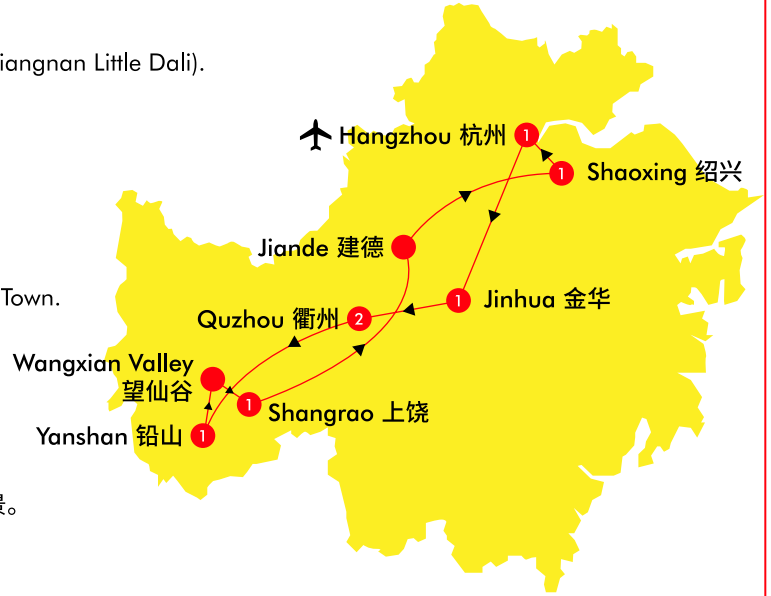 iangnan Little Dali).
Hangzhou 杭州
1
1
Shaoxing 绍兴
Jiande 建德
Town.
1
Jinhua 金华
Quzhou 衢州
2
Wangxian Valley
望仙谷
1
Shangrao 上饶
Yanshan 铅山
1
。